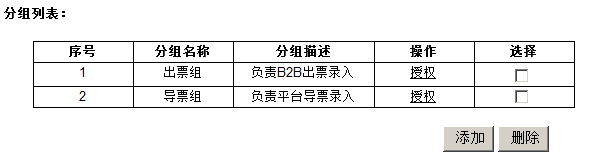 分组列表：
序号 分组名称 分组描述 操作 选择
1 出票组 负责B2B出票录入 授权
2 导票组 负责平台导票录入 授权
添加 删除